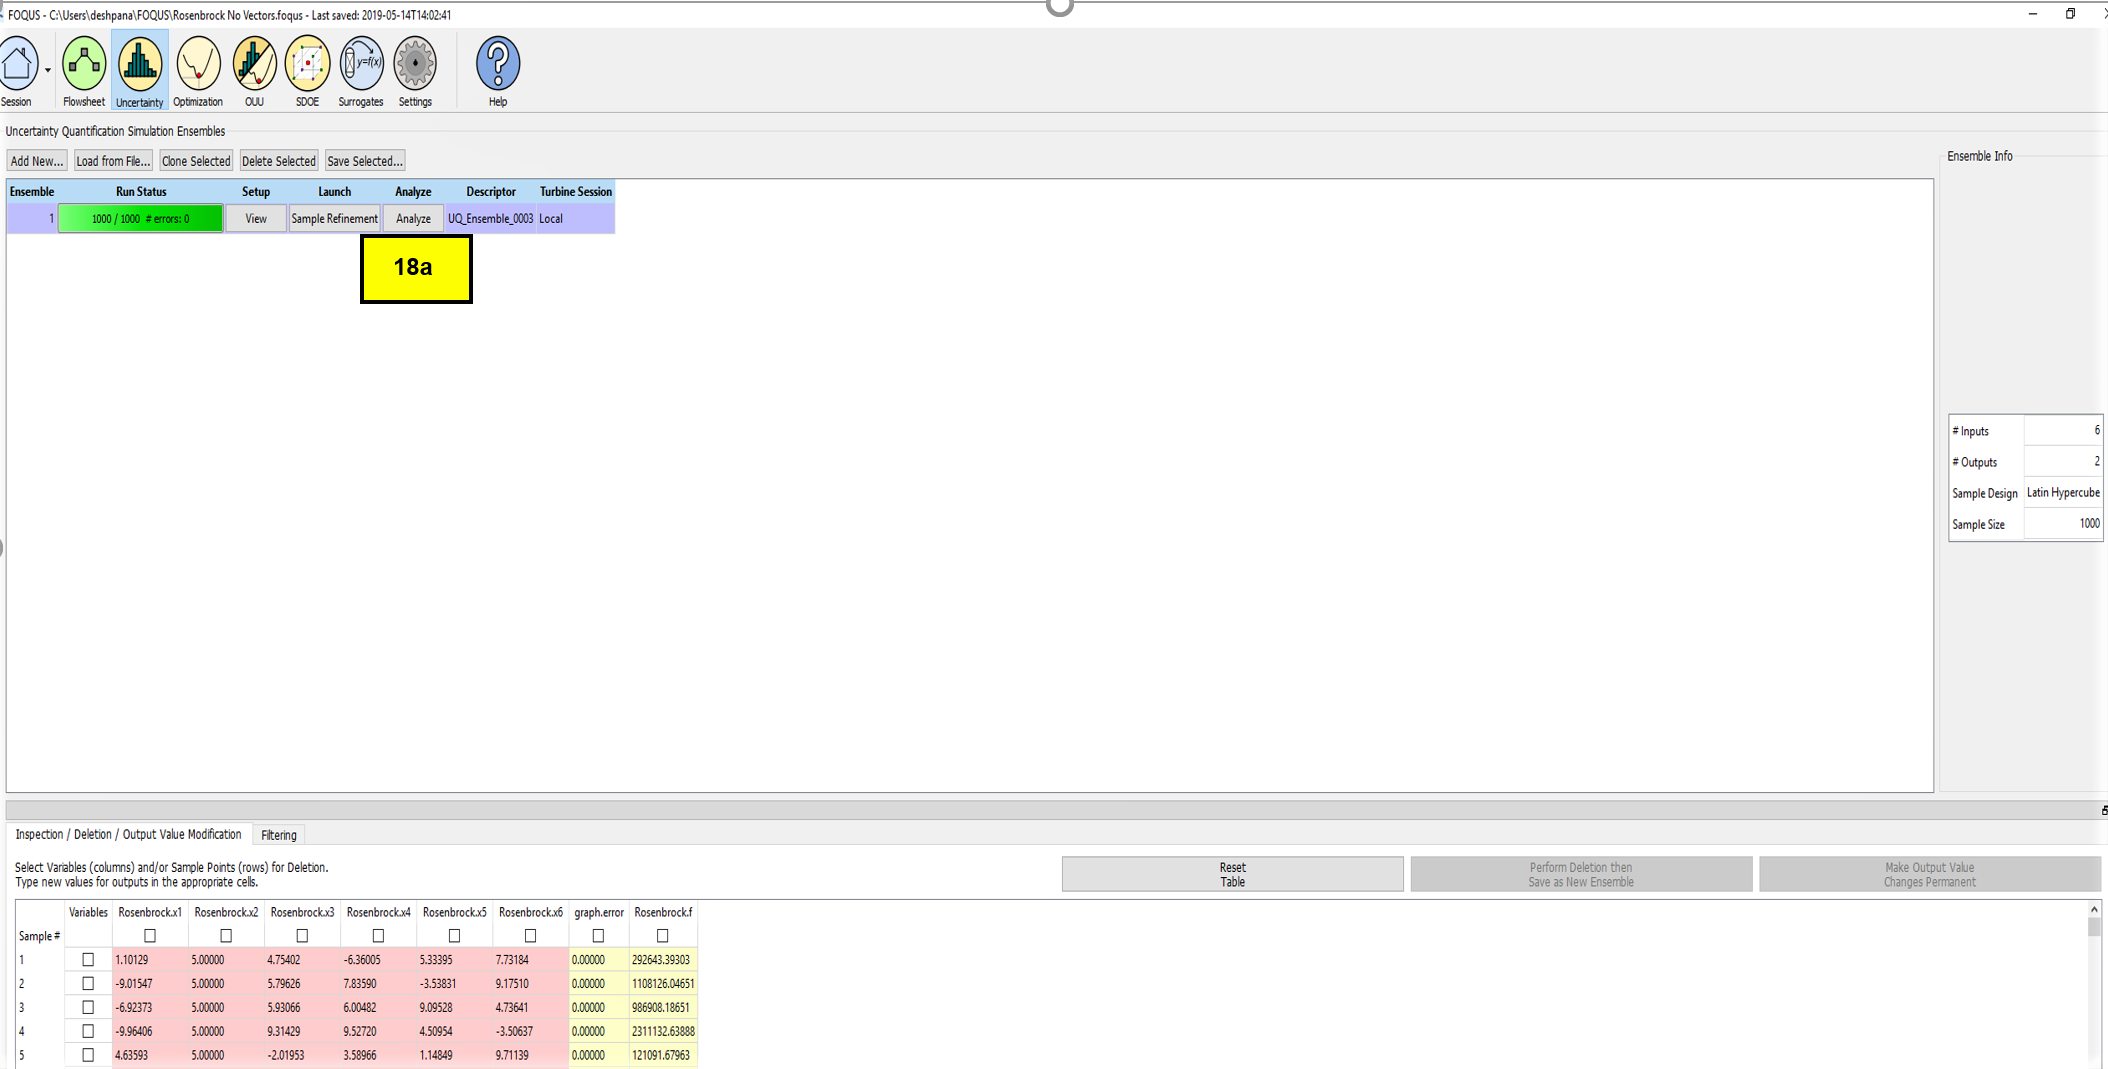 FOQUS - C:\Users\deshpana\FOQUS\Rosenbrock No Vectors.foqus - Last saved: 2019-05-14T14:02:41
y=f(x)
Session Flowsheet Uncertainty Optimization OUU SDOE Surrogates Settings Help
Uncertainty Quantification Simulation Ensembles
Add New... Load from File... Clone Selected Delete Selected Save Selected...
Ensemble Info
Ensemble Run Status Setup Launch Analyze Descriptor Turbine Session
1 1000 / 1000 # errors: 0 View Sample Refinement Analyze UQ_Ensemble_0003 Local
18a
# Inputs 6
# Outputs 2
Sample Design Latin Hypercube
Sample Size 1000
Inspection / Deletion / Output Value Modification Filtering
Select Variables (columns) and/or Sample Points (rows) for Deletion.
Type new values for outputs in the appropriate cells.
Reset
Table
Perform Deletion then
Save as New Ensemble
Make Output Value
Changes Permanent
Variables Rosenbrock.x1 Rosenbrock.x2 Rosenbrock.x3 Rosenbrock.x4 Rosenbrock.x5 Rosenbrock.x6 graph.error Rosenbrock.f
Sample #
1 1.10129 5.00000 4.75402 -6.36005 5.33395 7.73184 0.00000 292643.39303
2 -9.01547 5.00000 5.79626 7.83590 -3.53831 9.17510 0.00000 1108126.04651
3 -6.92373 5.00000 5.93066 6.00482 9.09528 4.73641 0.00000 986908.18651
4 -9.96406 5.00000 9.31429 9.52720 4.50954 -3.50637 0.00000 2311132.63888
5 4.63593 5.00000 -2.01953 3.58966 1.14849 9.71139 0.00000 121091.67963